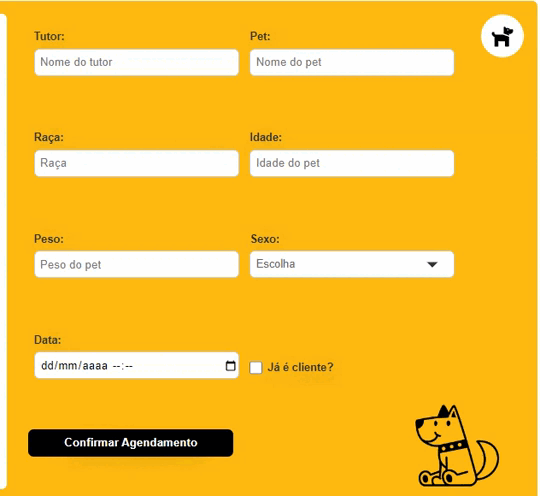 Tutor: Pet:
Nome do tutor Nome do pet
Raça: Idade:
Raça Idade do pet
Peso: Sexo:
Peso do pet Escolha
Data:
dd/mm/aaaa --:-- Já é cliente?
Confirmar Agendamento